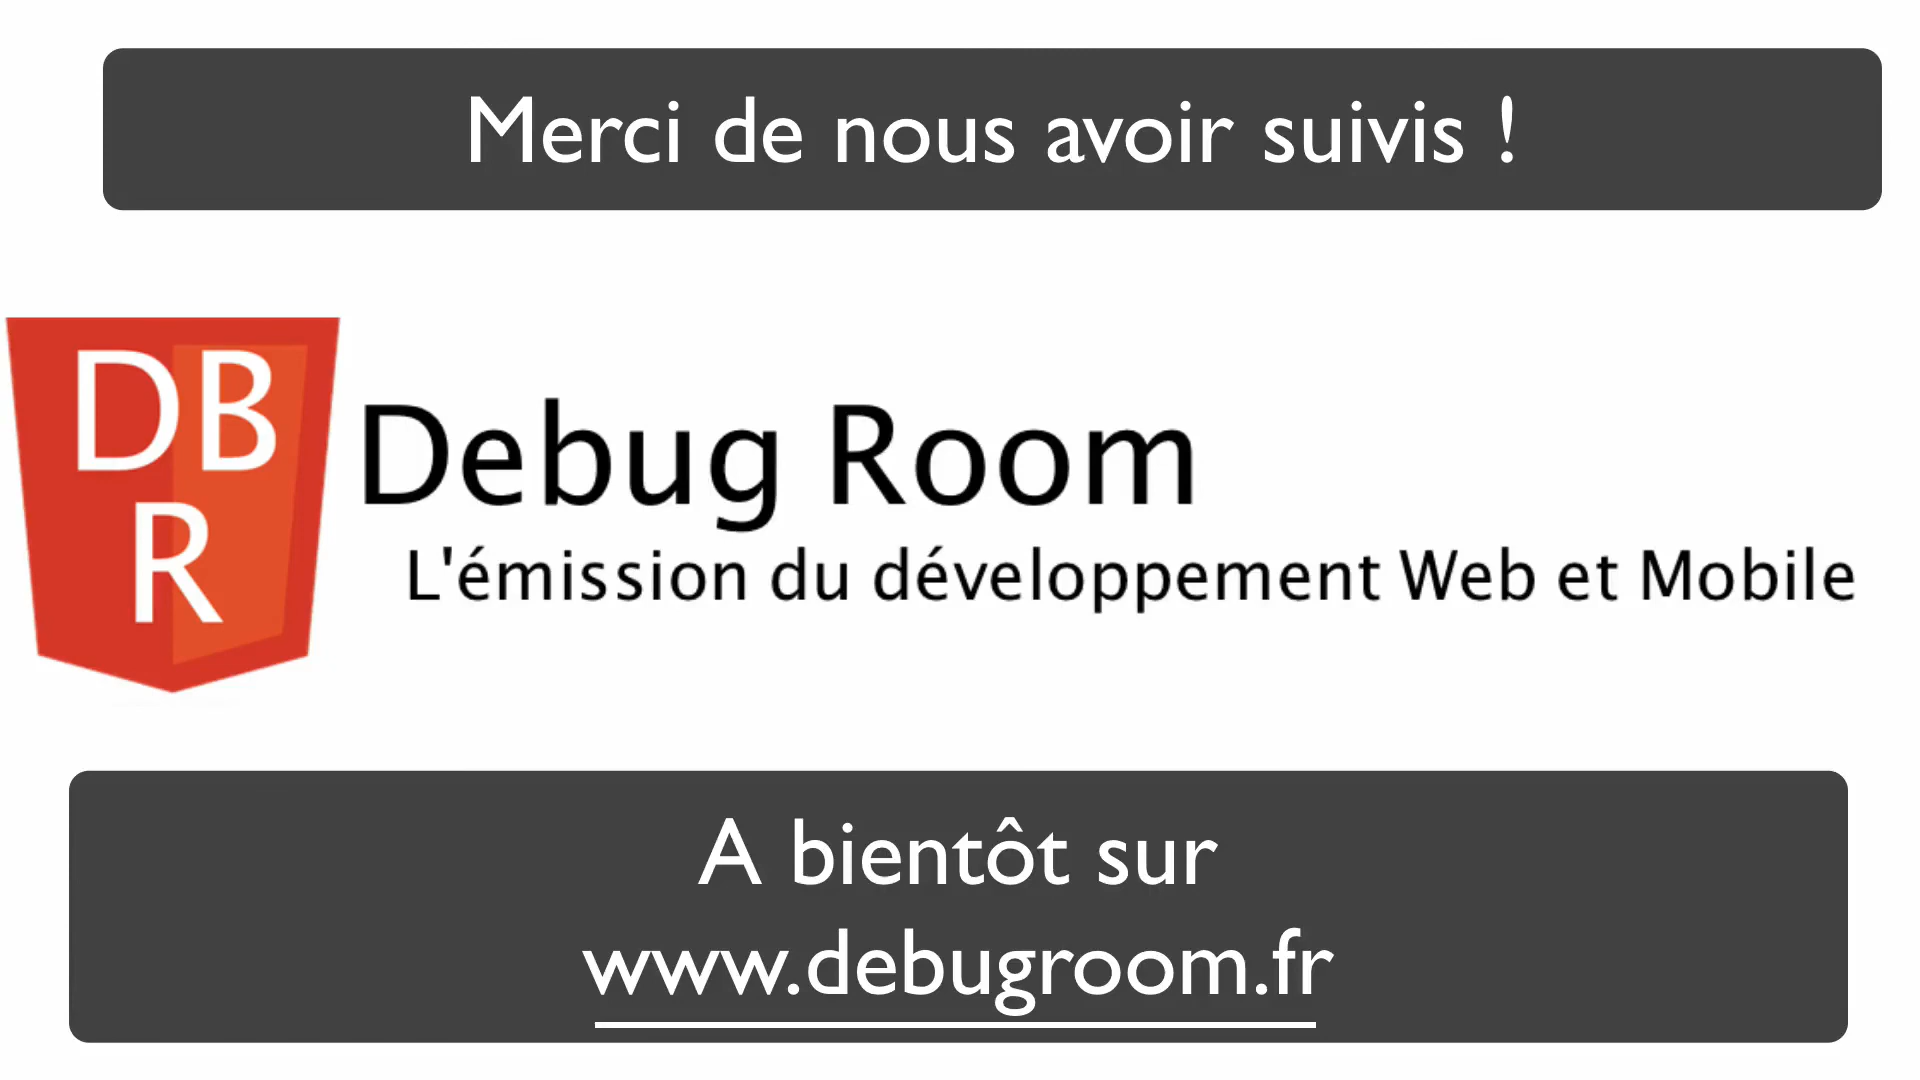 Merci de nous avoir suivis !
DB
R
Debug Room
L'émission du développement Web et Mobile
A bientôt sur
www.debugroom.fr